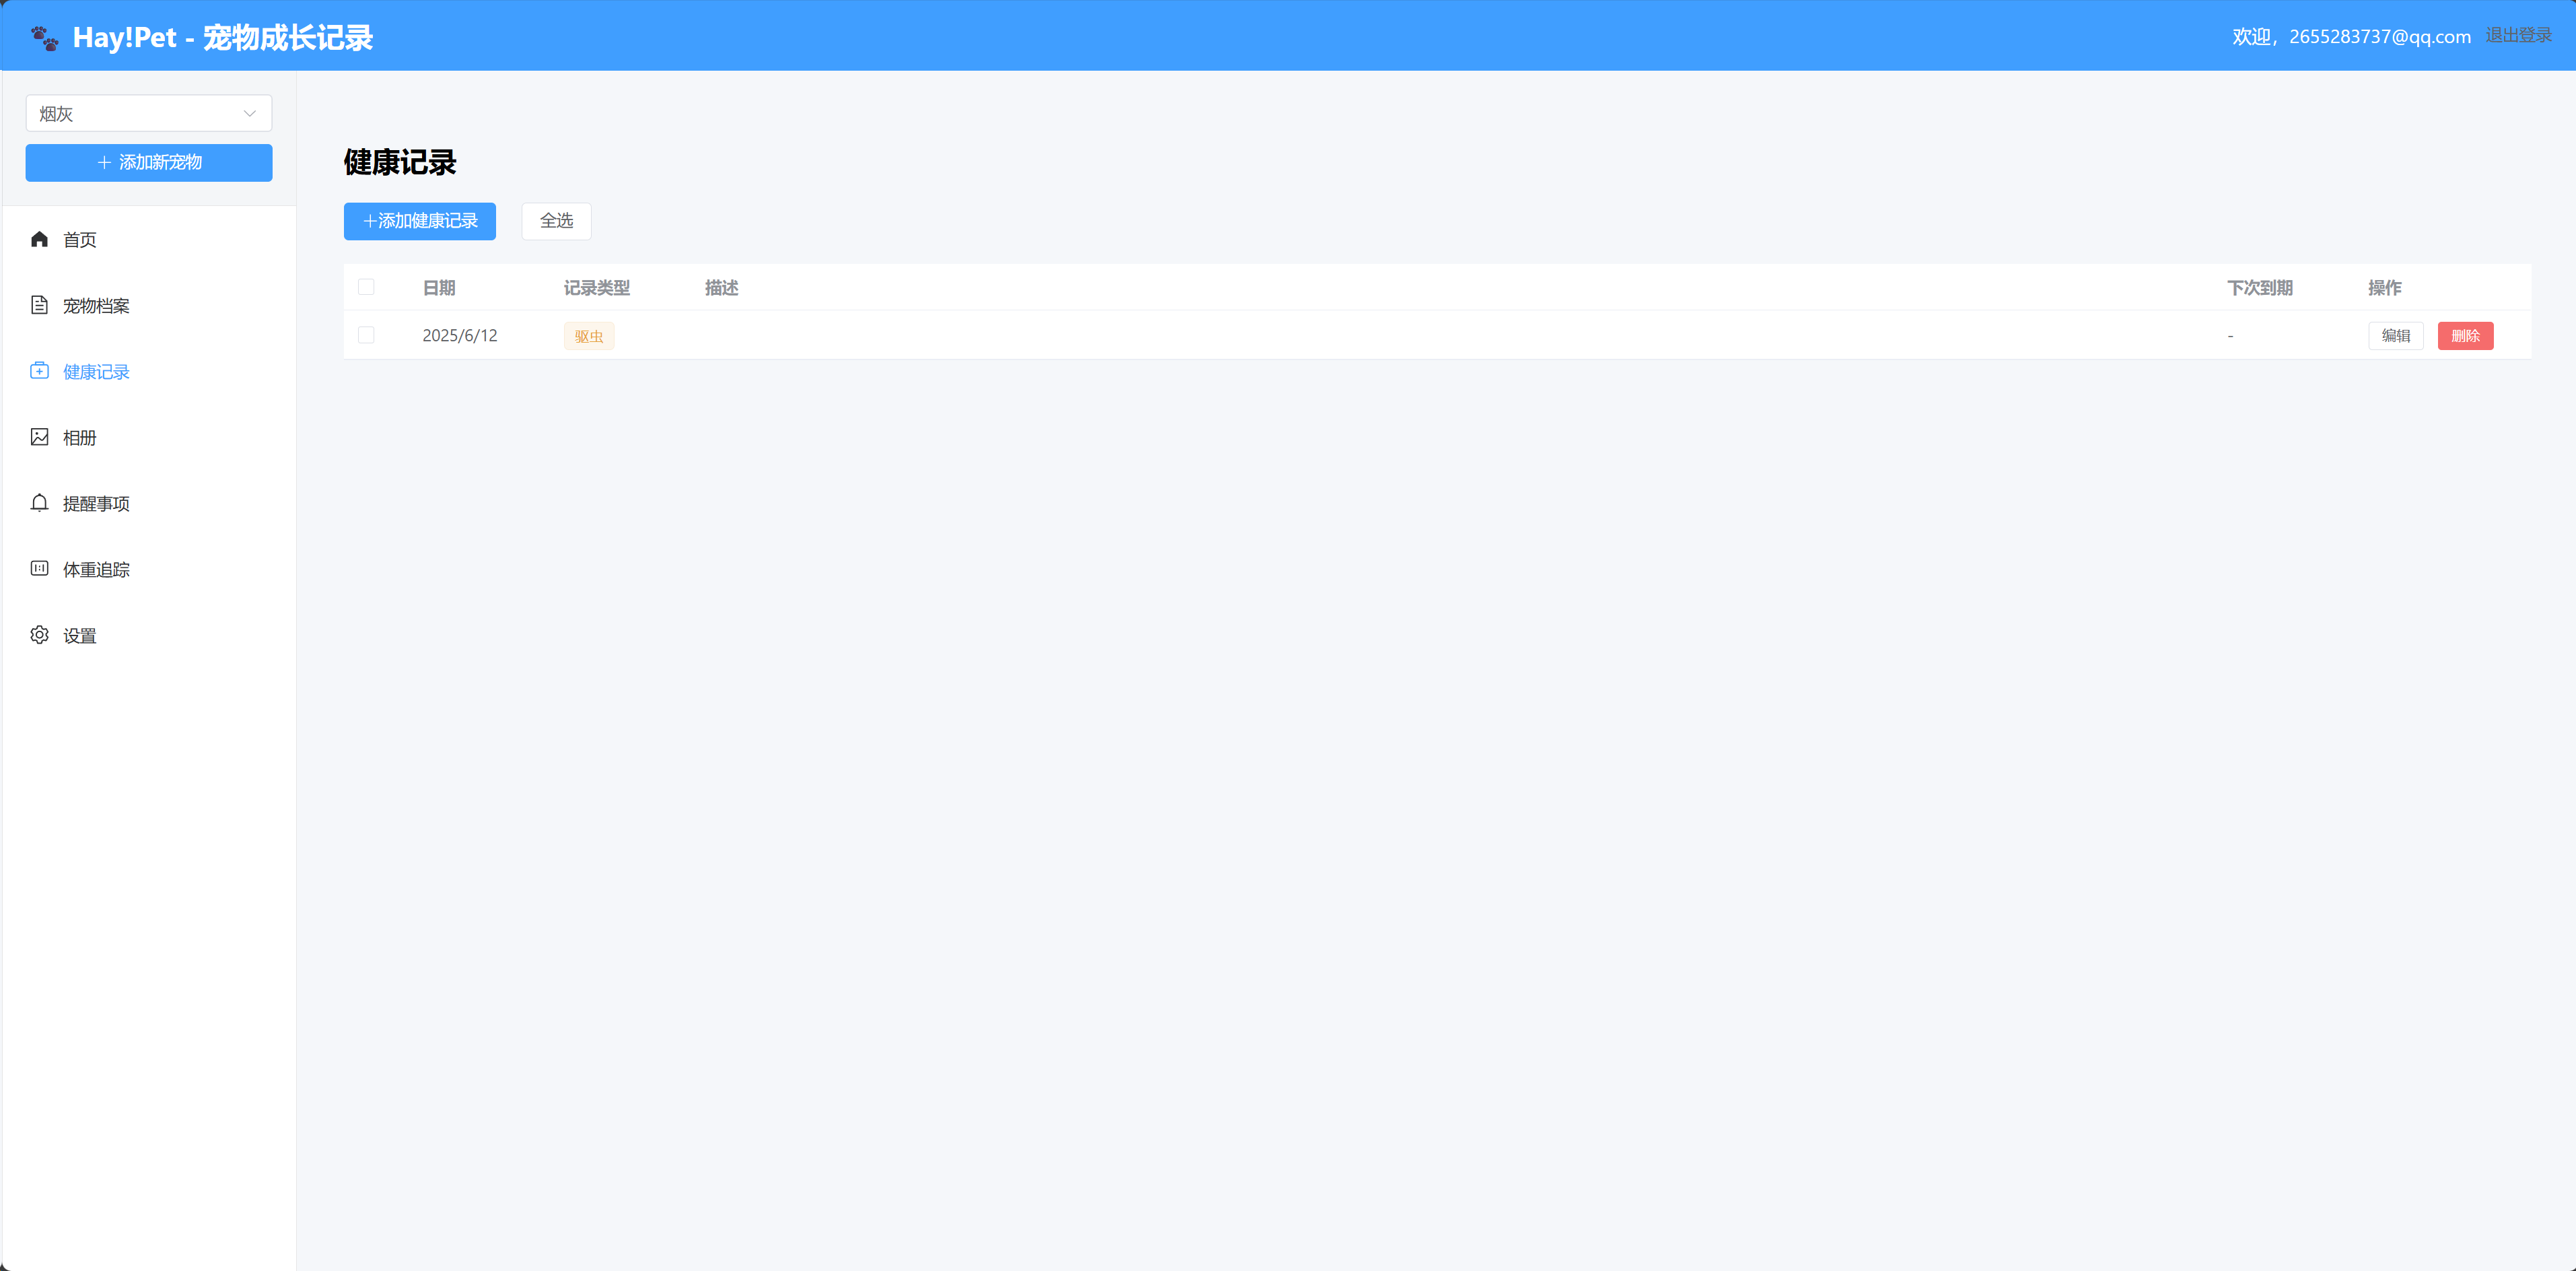 Hay!Pet - 宠物成长记录
欢迎，2655283737@qq.com 退出登录
烟灰
添加新宠物
首页
宠物档案
健康记录
相册
提醒事项
体重追踪
设置
健康记录
添加健康记录 全选
日期 记录类型 描述 下次到期 操作
2025/6/12 驱虫 - 编辑 删除